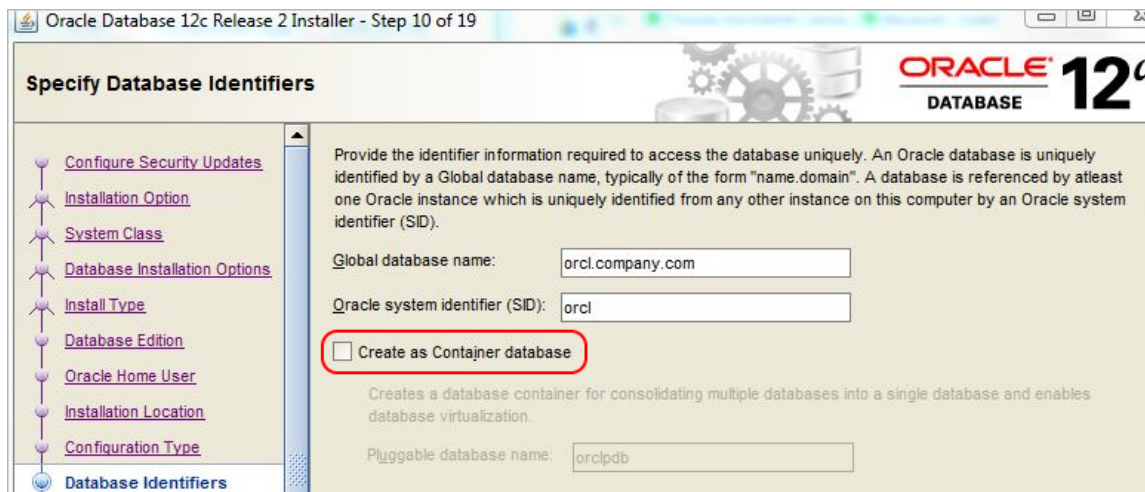 Oracle Database 12c Release 2 Installer - Step 10 of 19
Specify Database Identifiers
ORACLE
DATABASE
12c
Configure Security Updates
Installation Option
System Class
Database Installation Options
Install Type
Database Edition
Oracle Home User
Installation Location
Configuration Type
Database Identifiers
Provide the identifier information required to access the database uniquely. An Oracle database is uniquely
identified by a Global database name, typically of the form "name.domain". A database is referenced by atleast
one Oracle instance which is uniquely identified from any other instance on this computer by an Oracle system
identifier (SID).
Global database name: orcl.company.com
Oracle system identifier (SID): orcl
Create as Container database
Creates a database container for consolidating multiple databases into a single database and enables
database virtualization.
Pluggable database name: orclpdb